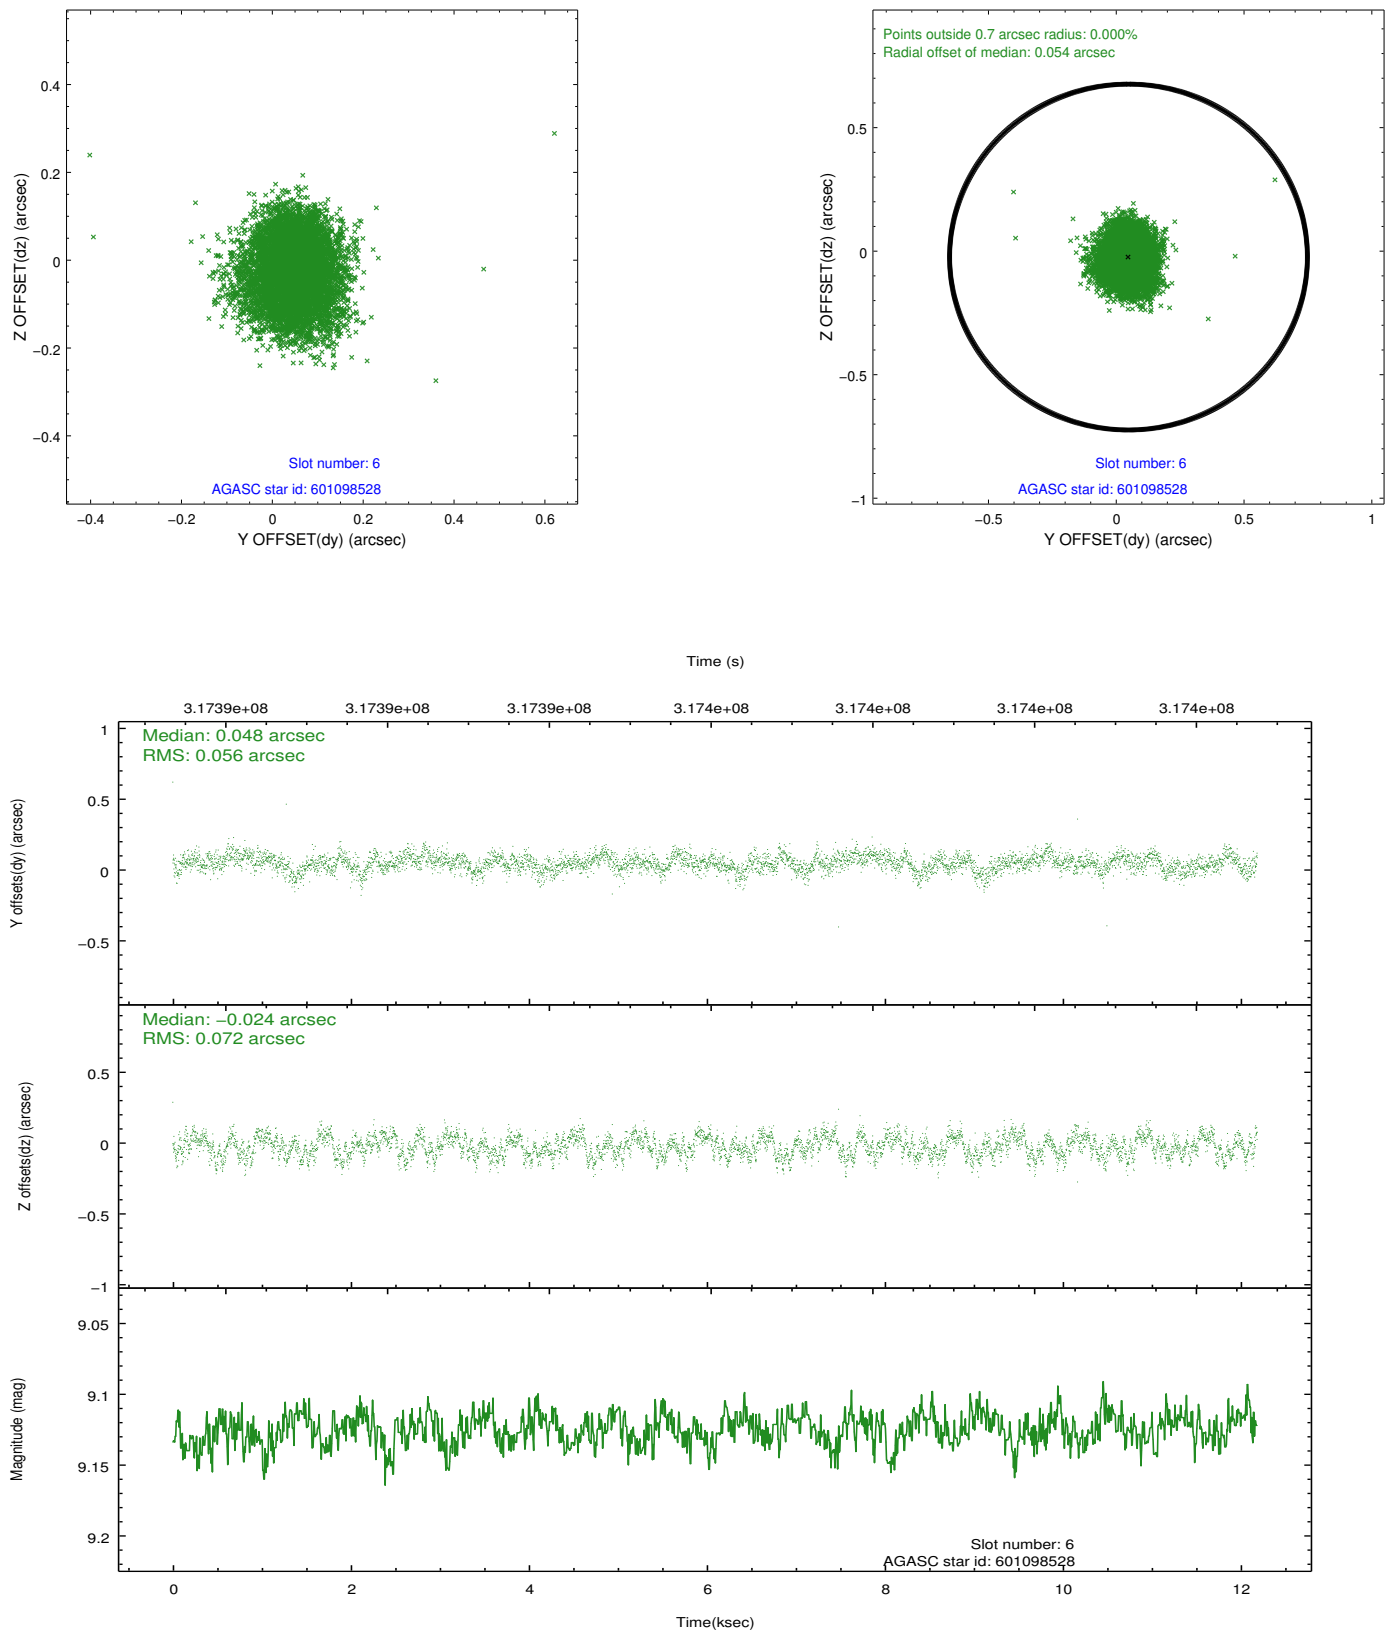 0.4
0.2
0
−0.2
−0.4
Z OFFSET(dz) (arcsec)
Slot number: 6
AGASC star id: 601098528
−0.4
−0.2
0
0.2
0.4
0.6
Y OFFSET(dy) (arcsec)
Points outside 0.7 arcsec radius: 0.000%
Radial offset of median: 0.054 arcsec
0.5
0
−0.5
−1
Z OFFSET(dz) (arcsec)
Slot number: 6
AGASC star id: 601098528
−0.5
0
0.5
1
Y OFFSET(dy) (arcsec)
Time (s)
3.1739e+08
3.1739e+08
3.1739e+08
3.174e+08
3.174e+08
3.174e+08
3.174e+08
Median: 0.048 arcsec
RMS: 0.056 arcsec
1
0.5
0
−0.5
Y offsets(dy) (arcsec)
Median: −0.024 arcsec
RMS: 0.072 arcsec
0.5
0
−0.5
−1
Z offsets(dz) (arcsec)
9.05
9.1
9.15
9.2
Magnitude (mag)
Slot number: 6
AGASC star id: 601098528
0
2
4
6
8
10
12
Time(ksec)